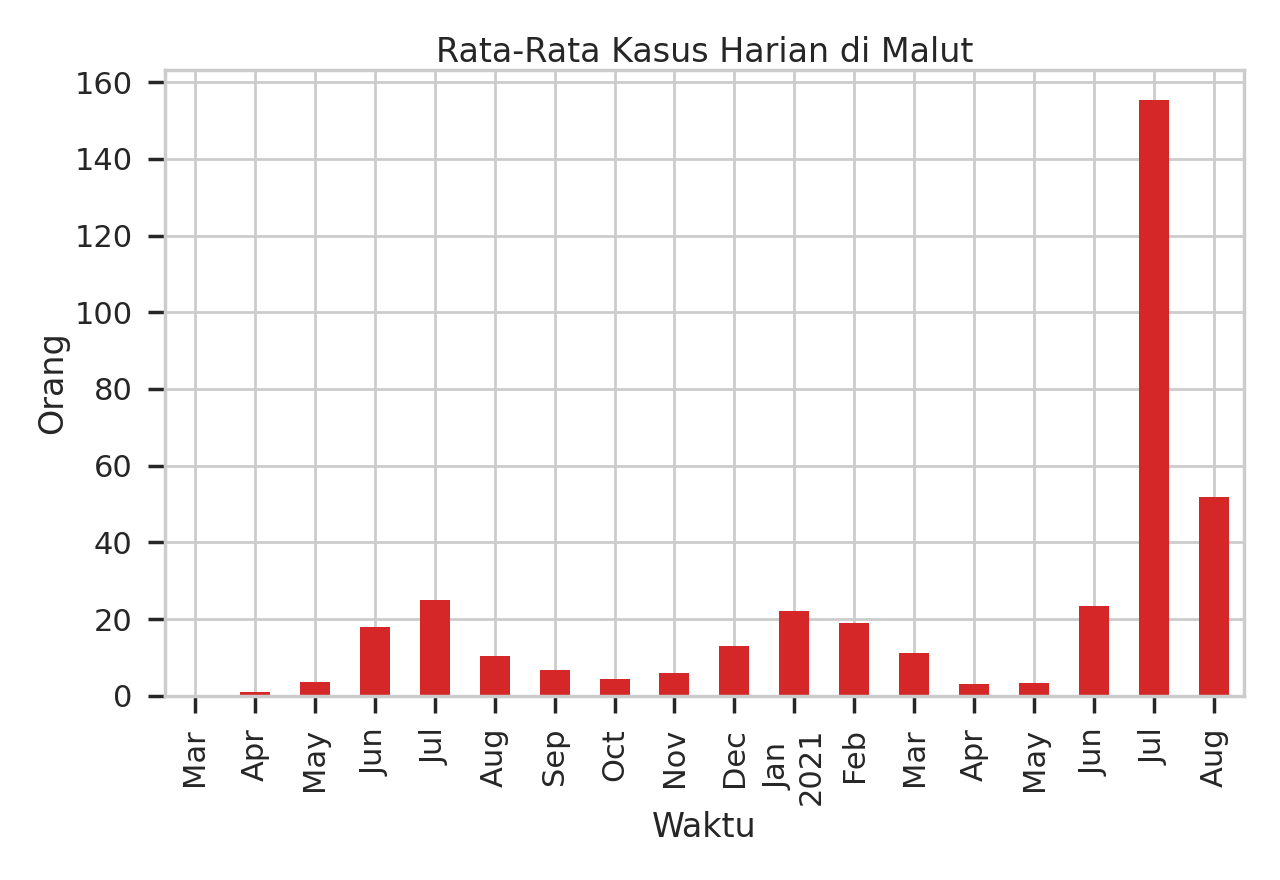 Rata-Rata Kasus Harian di Malut
160
140
120
100
80
60
40
20
0
Orang
Mar
Apr
May
Jun
Jul
Aug
Sep
Oct
Nov
Dec
Jan
2021
Feb
Mar
Apr
May
Jun
Jul
Aug
Waktu